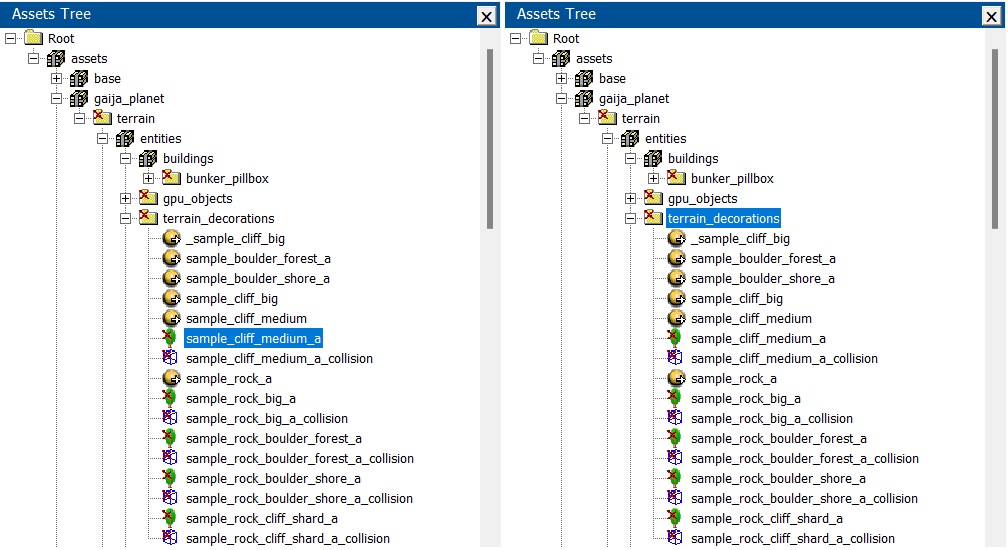 Assets Tree
Root
assets
base
gaija_planet
terrain
entities
buildings
bunker_pillbox
gpu_objects
terrain_decorations
_sample_cliff_big
sample_boulder_forest_a
sample_boulder_shore_a
sample_cliff_big
sample_cliff_medium
sample_cliff_medium_a
sample_cliff_medium_a_collision
sample_rock_a
sample_rock_big_a
sample_rock_big_a_collision
sample_rock_boulder_forest_a
sample_rock_boulder_forest_a_collision
sample_rock_boulder_shore_a
sample_rock_boulder_shore_a_collision
sample_rock_cliff_shard_a
sample_rock_cliff_shard_a_collision
Assets Tree
Root
assets
base
gaija_planet
terrain
entities
buildings
bunker_pillbox
gpu_objects
terrain_decorations
_sample_cliff_big
sample_boulder_forest_a
sample_boulder_shore_a
sample_cliff_big
sample_cliff_medium
sample_cliff_medium_a
sample_cliff_medium_a_collision
sample_rock_a
sample_rock_big_a
sample_rock_big_a_collision
sample_rock_boulder_forest_a
sample_rock_boulder_forest_a_collision
sample_rock_boulder_shore_a
sample_rock_boulder_shore_a_collision
sample_rock_cliff_shard_a
sample_rock_cliff_shard_a_collision